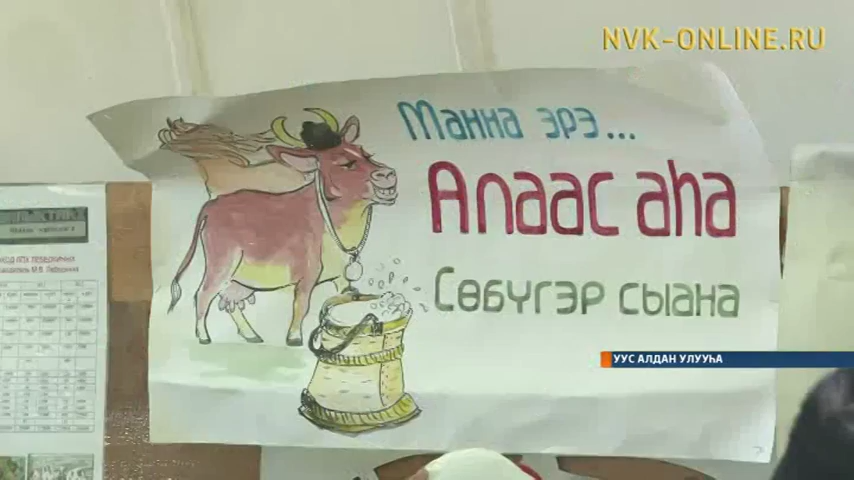 NVK-ONLINE.RU
Манна эрэ...
Алаас аһа
Сөбүгэр сыана
УУС АЛДАН УЛУУҺА